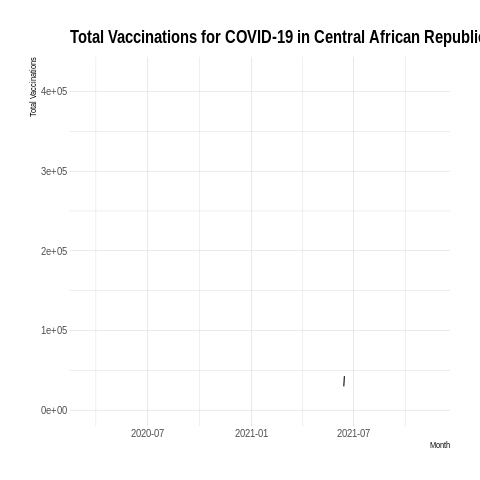 Total Vaccinations for COVID-19 in Central African Republi
Total Vaccinations
4e+05
3e+05
2e+05
1e+05
0e+00
2020-07 2021-01 2021-07
Month